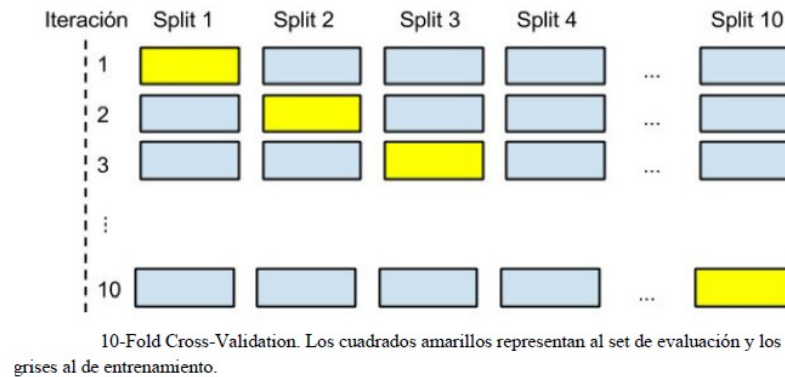 Iteración Split 1 Split 2 Split 3 Split 4 Split 10
1 ...
2 ...
3 ...
...
10 ...
10-Fold Cross-Validation. Los cuadrados amarillos representan al set de evaluación y los
grises al de entrenamiento.